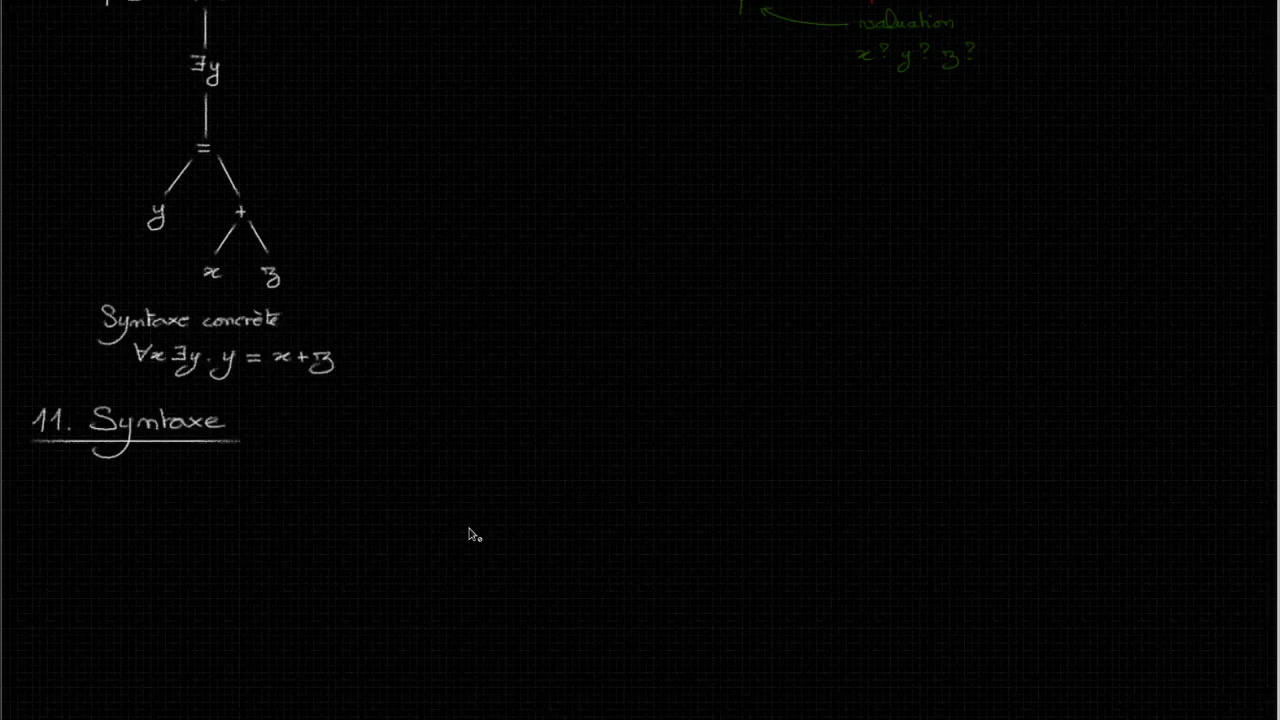 ∃y
=
y +
x z
Syntaxe concrète
∀x ∃y. y = x + z
11. Syntaxe
valuation
x? y? z?